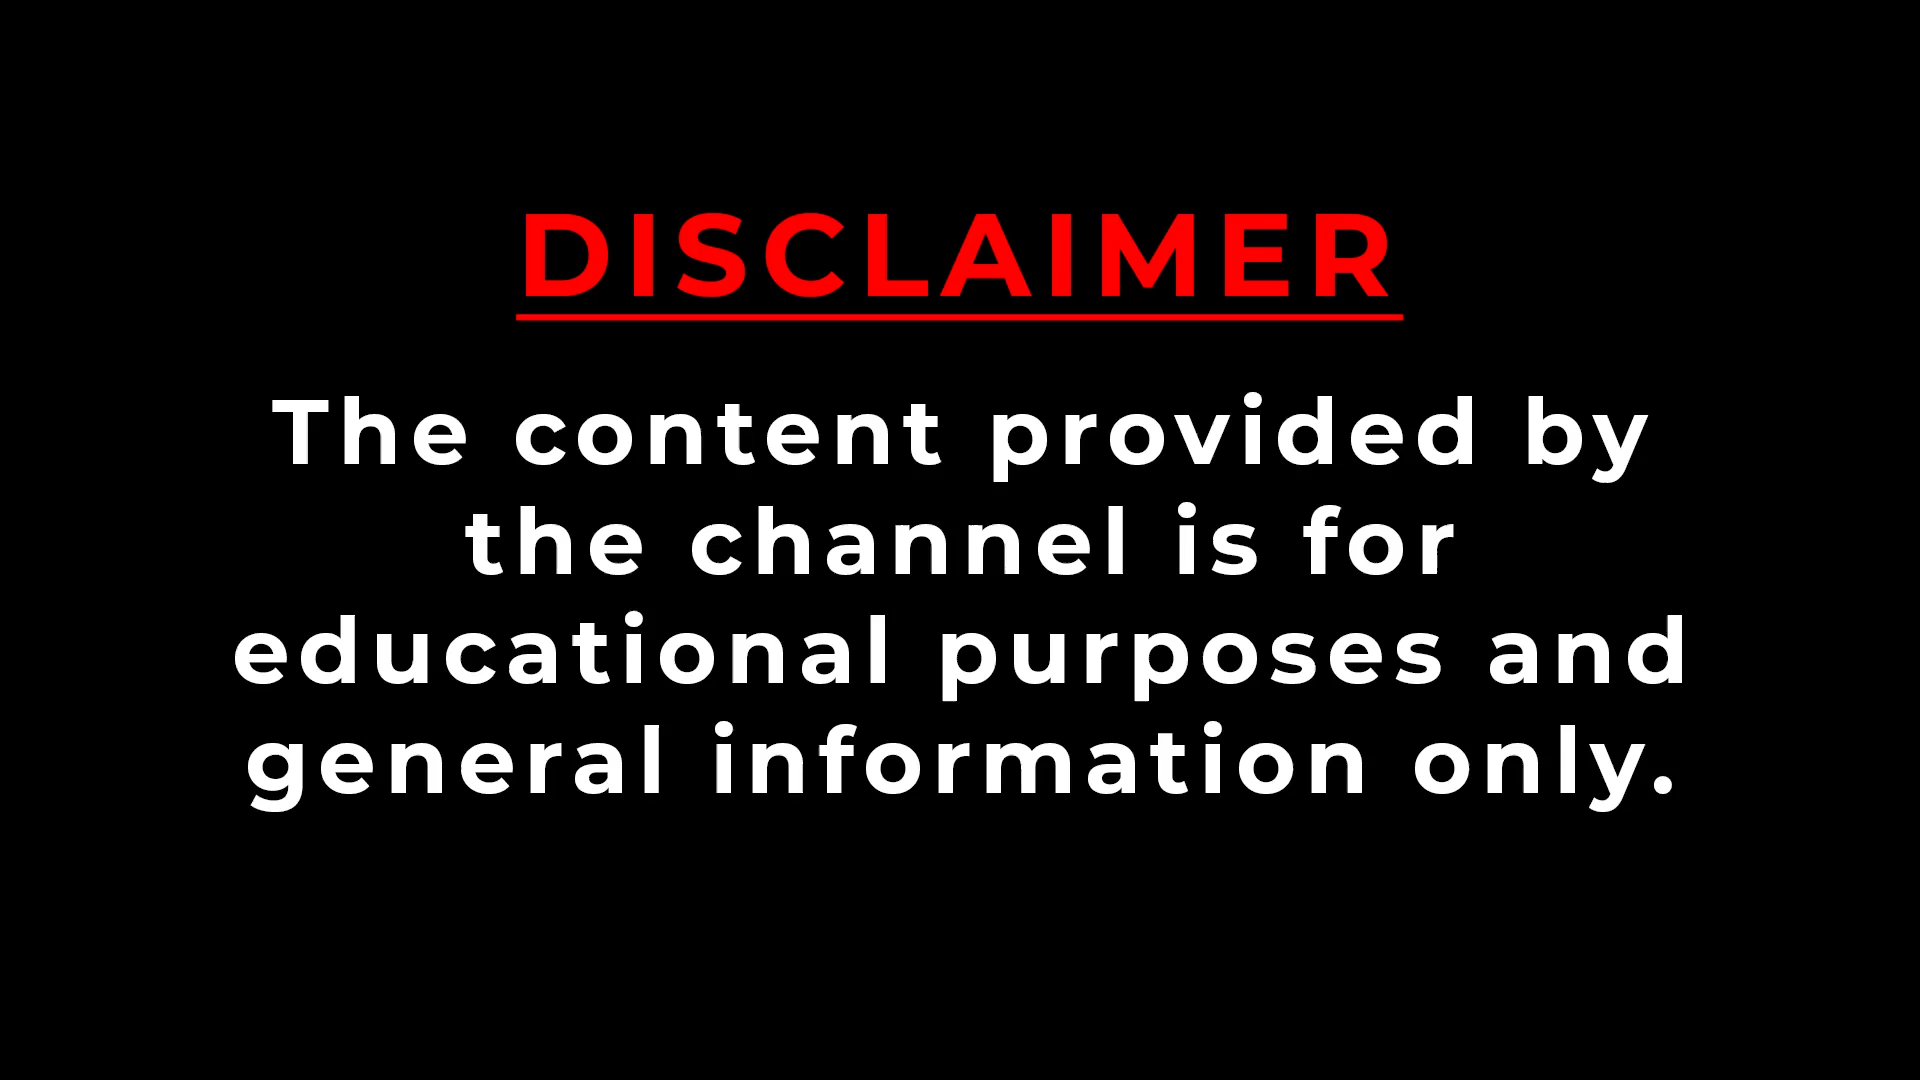 DISCLAIMER
The content provided by
the channel is for
educational purposes and
general information only.